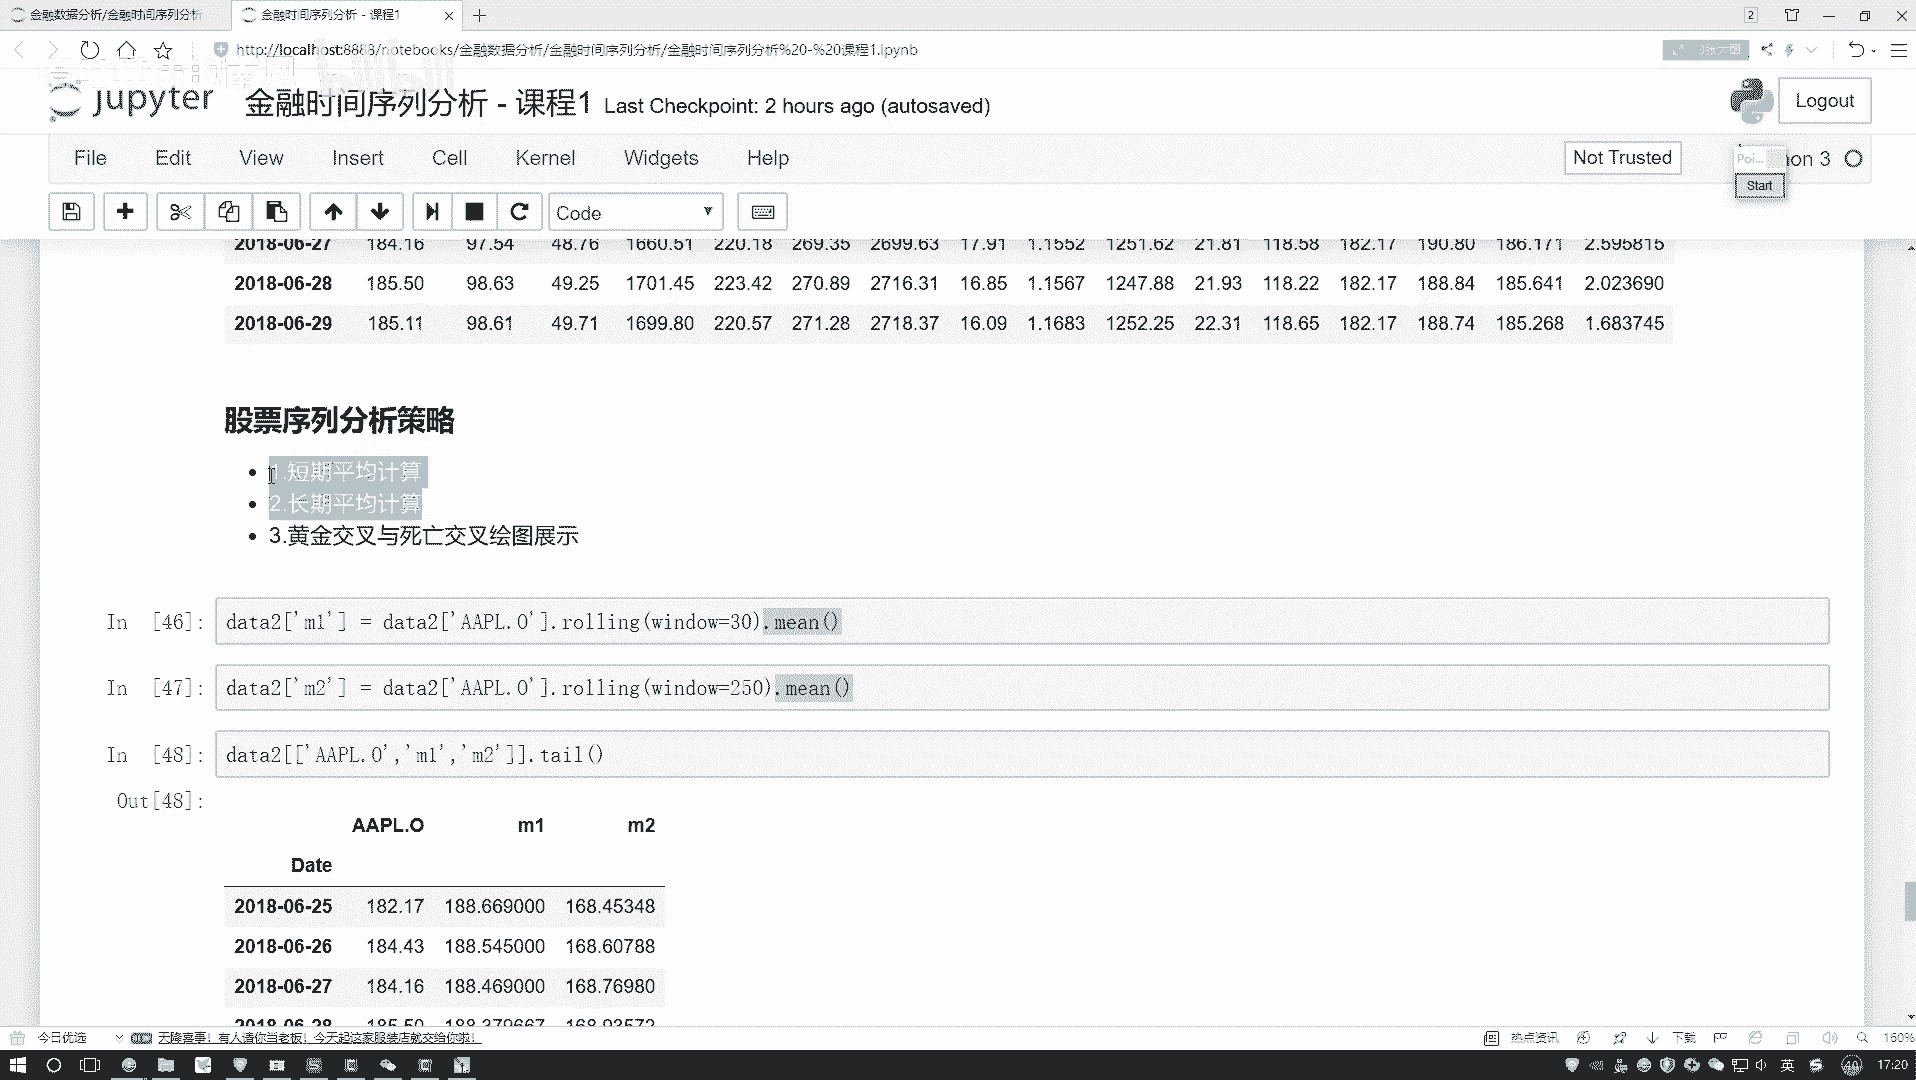 金融数据分析/金融时间序列分析
金融时间序列分析 - 课程1
2
http://localhost:8888/notebooks/金融数据分析/金融时间序列分析/金融时间序列分析%20-%20课程1.ipynb
jupyter
金融时间序列分析 - 课程1 Last Checkpoint: 2 hours ago (autosaved)
Logout
File Edit View Insert Cell Kernel Widgets Help
Not Trusted
Poi...
on 3
Start
Code
2018-06-27 184.16 97.54 48.76 1660.51 220.18 269.35 2699.63 17.91 1.1552 1251.62 21.81 118.58 182.17 190.80 186.171 2.595815
2018-06-28 185.50 98.63 49.25 1701.45 223.42 270.89 2716.31 16.85 1.1567 1247.88 21.93 118.22 182.17 188.84 185.641 2.023690
2018-06-29 185.11 98.61 49.71 1699.80 220.57 271.28 2718.37 16.09 1.1683 1252.25 22.31 118.65 182.17 188.74 185.268 1.683745
股票序列分析策略
1.短期平均计算
2.长期平均计算
3.黄金交叉与死亡交叉绘图展示
In [46]: data2['m1'] = data2['AAPL.O'].rolling(window=30).mean()
In [47]: data2['m2'] = data2['AAPL.O'].rolling(window=250).mean()
In [48]: data2[['AAPL.O','m1','m2']].tail()
Out[48]:
AAPL.O m1 m2
Date
2018-06-25 182.17 188.669000 168.45348
2018-06-26 184.43 188.545000 168.60788
2018-06-27 184.16 188.469000 168.76980
2018-06-28 185.50 188.379667 168.93572
今日优选
天降喜事！有人请你当老板！今天起这家服装店就交给你啦！
热点资讯
下载
160%
英
17:20